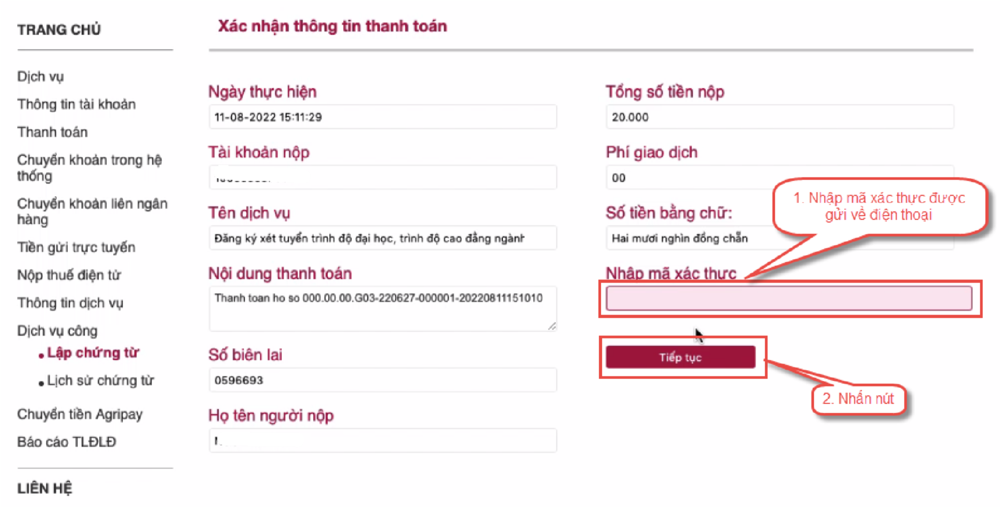 TRANG CHỦ
Dịch vụ
Thông tin tài khoản
Thanh toán
Chuyển khoản trong hệ
thống
Chuyển khoản liên ngân
hàng
Tiền gửi trực tuyến
Nộp thuế điện tử
Thông tin dịch vụ
Dịch vụ công
Lập chứng từ
Lịch sử chứng từ
Chuyển tiền Agripay
Báo cáo TLĐLĐ
LIÊN HỆ
Xác nhận thông tin thanh toán
Ngày thực hiện
11-08-2022 15:11:29
Tài khoản nộp
Tên dịch vụ
Đăng ký xét tuyển trình độ đại học, trình độ cao đẳng ngành
Nội dung thanh toán
Thanh toan ho so 000.00.00.G03-220627-000001-20220811151010
Số biên lai
0596693
Họ tên người nộp
Tổng số tiền nộp
20.000
Phí giao dịch
00
Số tiền bằng chữ:
Hai mươi nghìn đồng chẵn
Nhập mã xác thực
Tiếp tục
1. Nhập mã xác thực được
gửi về điện thoại
2. Nhấn nút